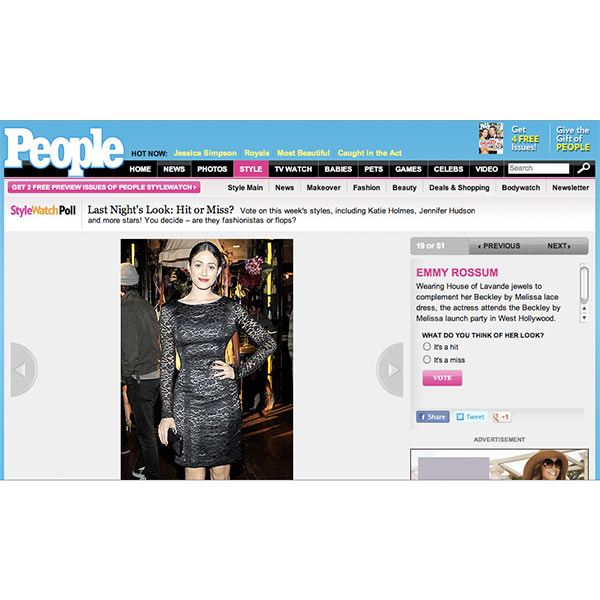 People
HOT NOW: Jessica Simpson Royals Most Beautiful Caught in the Act
Get
4 FREE
Issues!
Give the
Gift of
PEOPLE
HOME NEWS PHOTOS STYLE TV WATCH BABIES PETS GAMES CELEBS VIDEO Search
GET 2 FREE PREVIEW ISSUES OF PEOPLE STYLEWATCH
Style Main News Makeover Fashion Beauty Deals & Shopping Bodywatch Newsletter
StyleWatch Poll
Last Night's Look: Hit or Miss? Vote on this week's styles, including Katie Holmes, Jennifer Hudson
and more stars! You decide – are they fashionistas or flops?
19 OF 51 PREVIOUS NEXT
EMMY ROSSUM
Wearing House of Lavande jewels to
complement her Beckley by Melissa lace
dress, the actress attends the Beckley by
Melissa launch party in West Hollywood.
WHAT DO YOU THINK OF HER LOOK?
It's a hit
It's a miss
VOTE
f Share Tweet g +1
ADVERTISEMENT